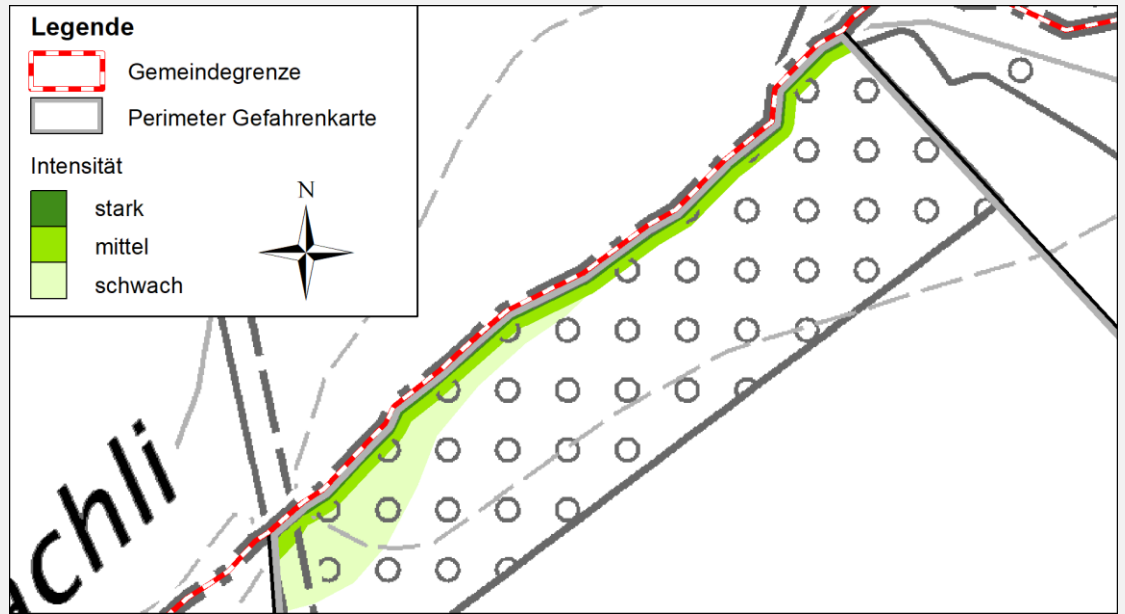 Legende
Gemeindegrenze
Perimeter Gefahrenkarte
Intensität
stark
mittel
schwach
N
achli